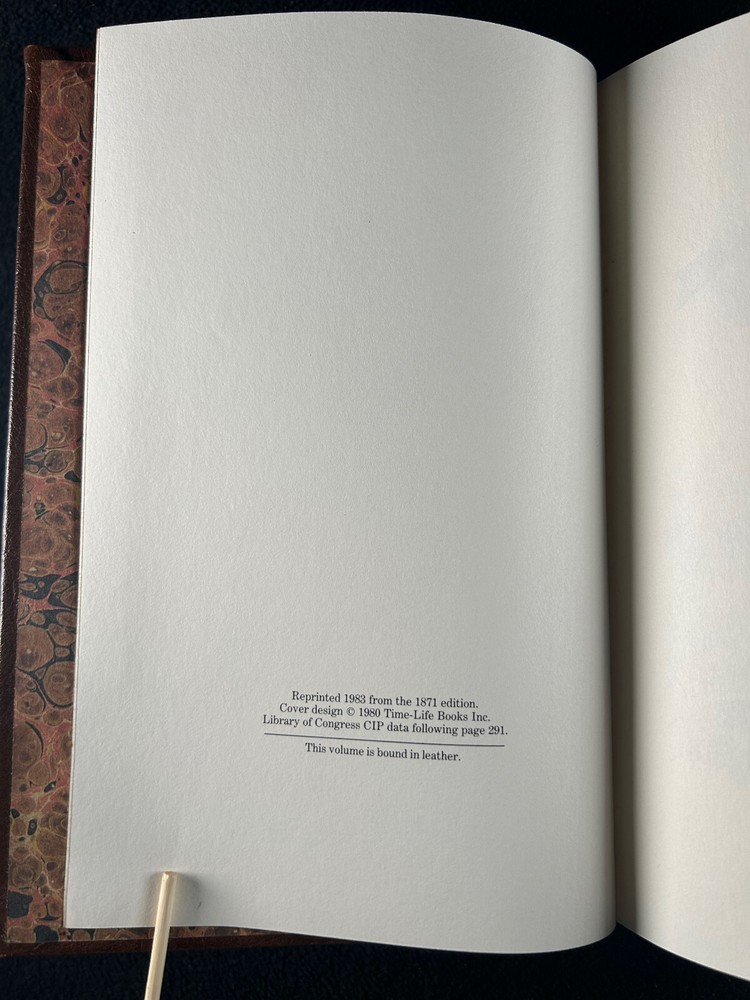 Reprinted 1983 from the 1871 edition.
Cover design © 1980 Time-Life Books Inc.
Library of Congress CIP data following page 291.
This volume is bound in leather.